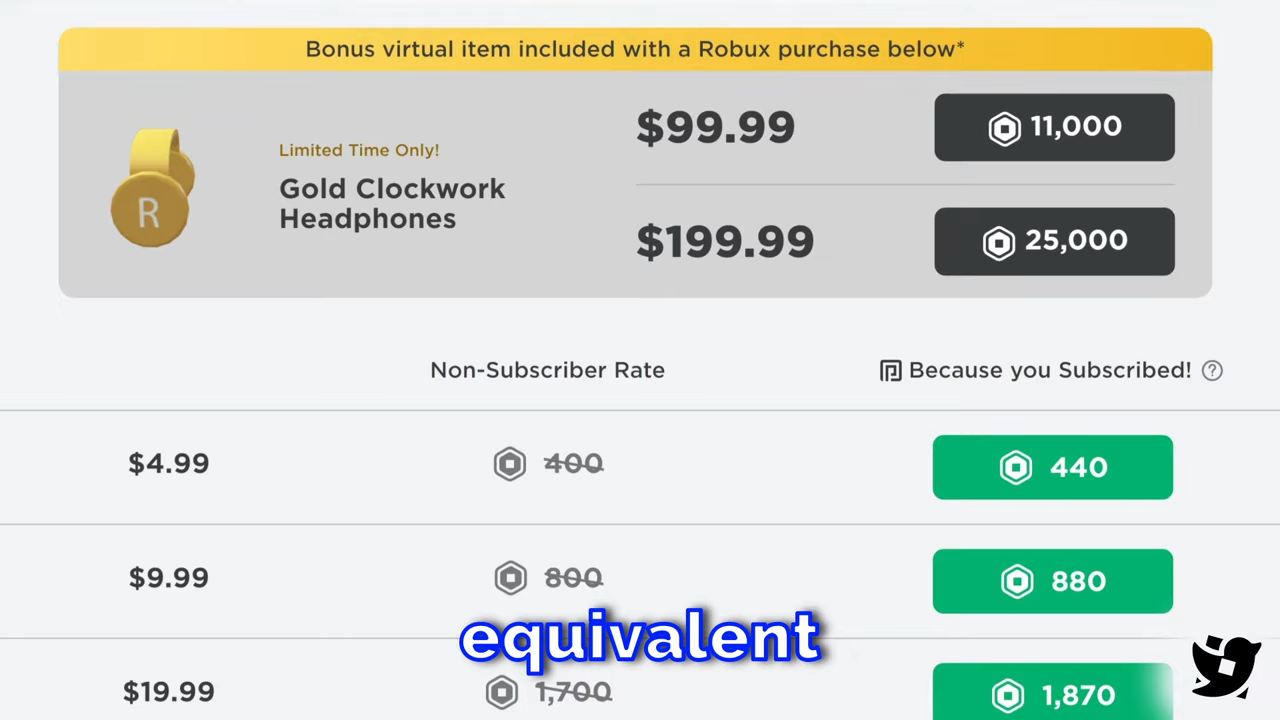 Bonus virtual item included with a Robux purchase below*
Limited Time Only!
Gold Clockwork
Headphones
R
$99.99
11,000
$199.99
25,000
Non-Subscriber Rate
Because you Subscribed! ?
$4.99 400 440
$9.99 800 880
equivalent
$19.99 1,700 1,870